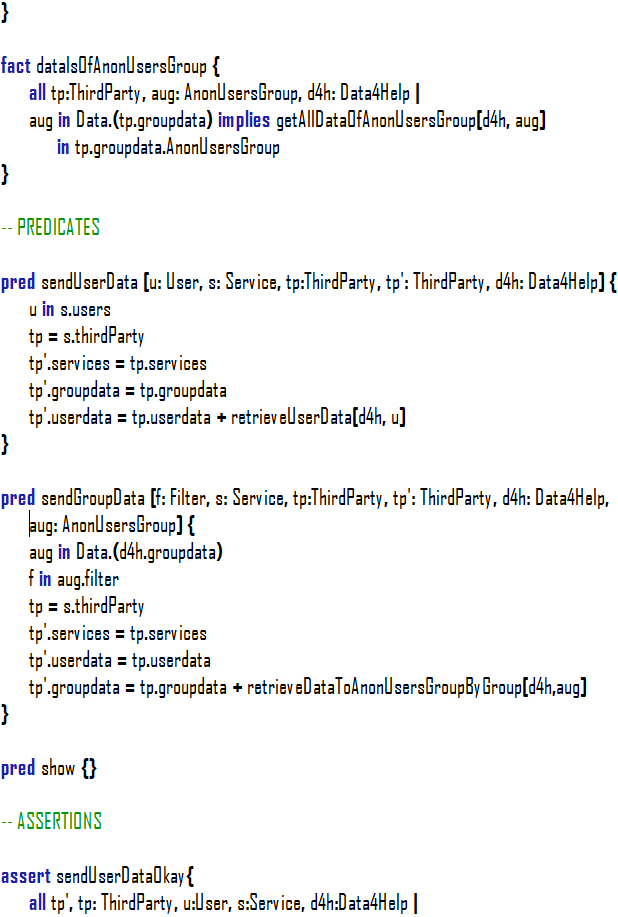 }
fact dataIsOfAnonUsersGroup {
all tp:ThirdParty, aug: AnonUsersGroup, d4h: Data4Help |
aug in Data.(tp.groupdata) implies getAllDataOfAnonUsersGroup[d4h, aug]
in tp.groupdata.AnonUsersGroup
}
-- PREDICATES
pred sendUserData [u: User, s: Service, tp:ThirdParty, tp': ThirdParty, d4h: Data4Help] {
u in s.users
tp = s.thirdParty
tp'.services = tp.services
tp'.groupdata = tp.groupdata
tp'.userdata = tp.userdata + retrieveUserData[d4h, u]
}
pred sendGroupData [f: Filter, s: Service, tp:ThirdParty, tp': ThirdParty, d4h: Data4Help,
aug: AnonUsersGroup] {
aug in Data.(d4h.groupdata)
f in aug.filter
tp = s.thirdParty
tp'.services = tp.services
tp'.userdata = tp.userdata
tp'.groupdata = tp.groupdata + retrieveDataToAnonUsersGroupByGroup[d4h,aug]
}
pred show {}
-- ASSERTIONS
assert sendUserDataOkay{
all tp', tp: ThirdParty, u:User, s:Service, d4h:Data4Help |